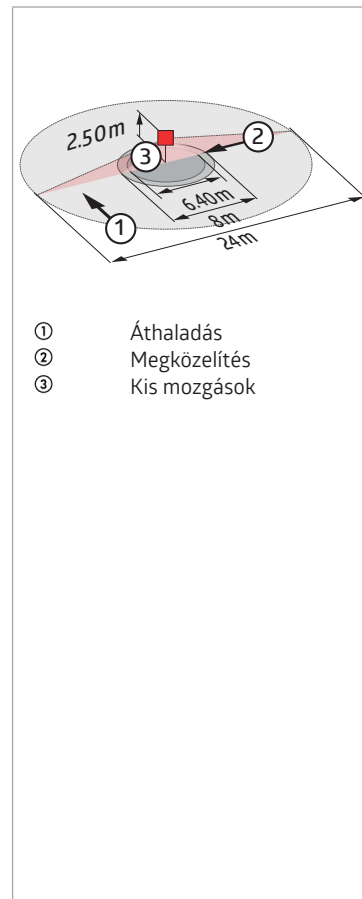 2.50m
2
3
6.40m
8m
1
24m
① Áthaladás
② Megközelítés
③ Kis mozgások